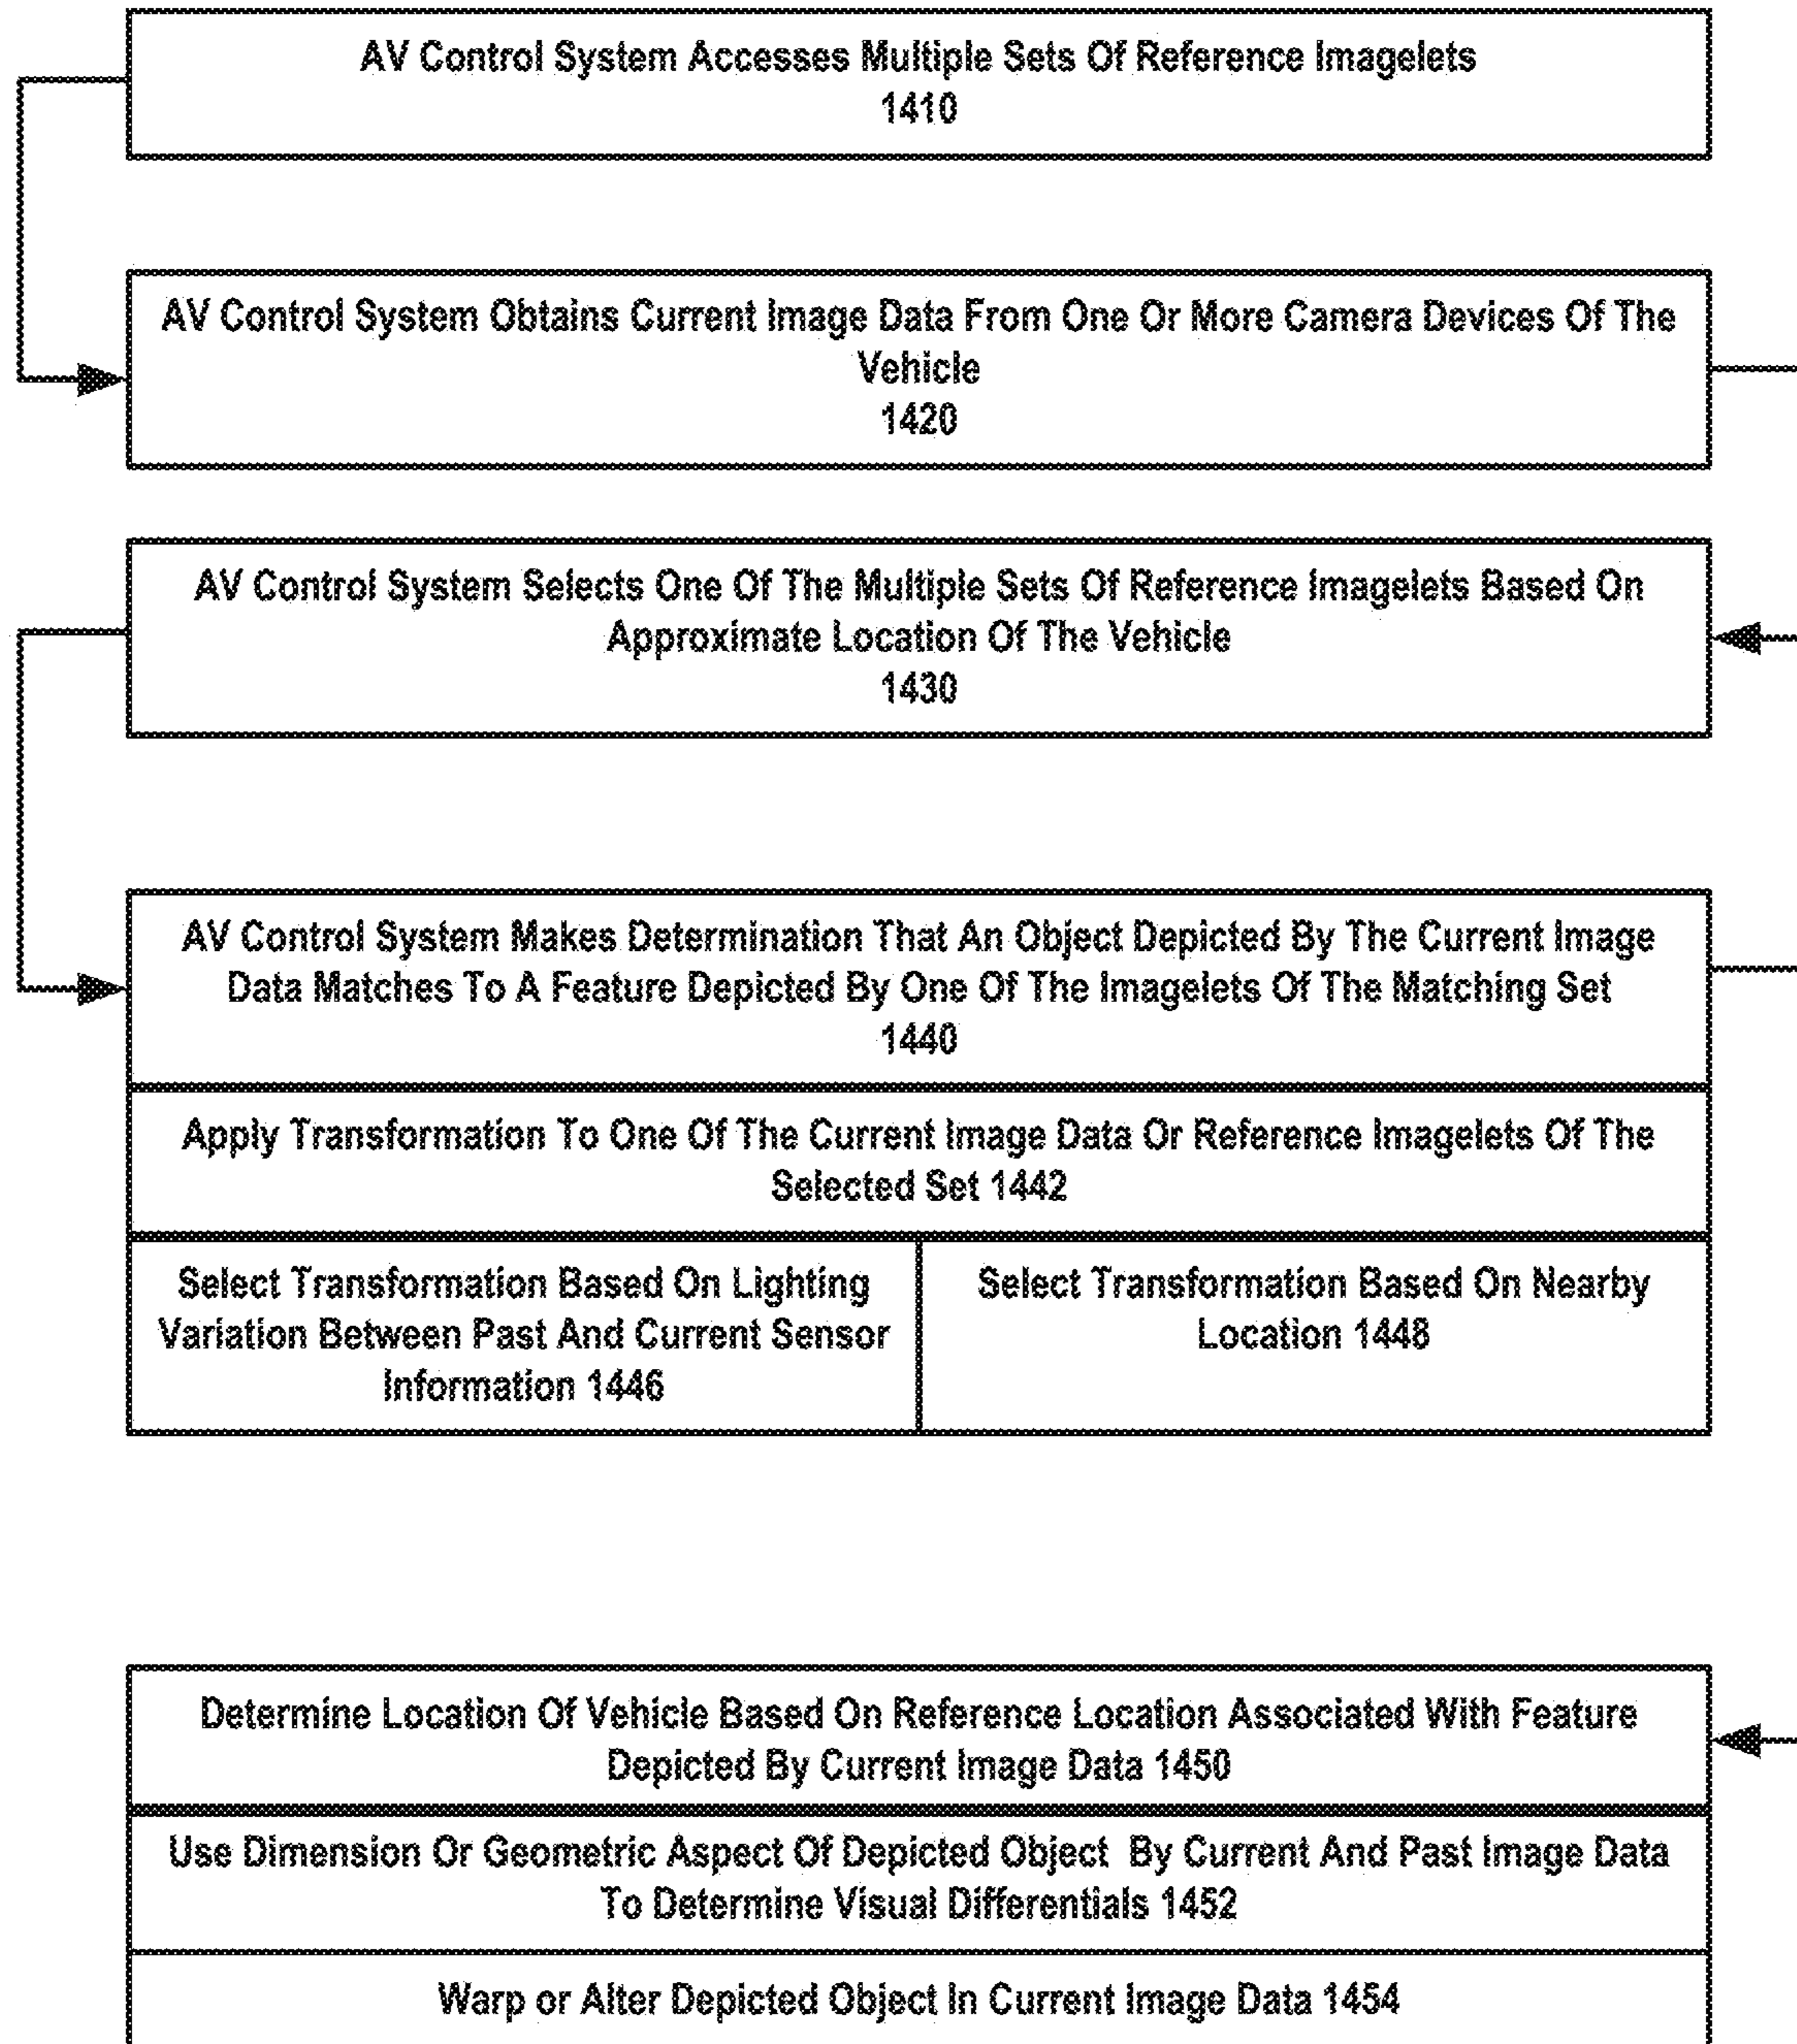 AV Control System Accesses Multiple Sets Of Reference Imagelets
1410
AV Control System Obtains Current Image Data From One Or More Camera Devices Of The
Vehicle
1420
AV Control System Selects One Of The Multiple Sets Of Reference Imagelets Based On
Approximate Location Of The Vehicle
1430
AV Control System Makes Determination That An Object Depicted By The Current Image
Data Matches To A Feature Depicted By One Of The Imagelets Of The Matching Set
1440
Apply Transformation To One Of The Current Image Data Or Reference Imagelets Of The
Selected Set 1442
Select Transformation Based On Lighting
Variation Between Past And Current Sensor
Information 1446
Select Transformation Based On Nearby
Location 1448
Determine Location Of Vehicle Based On Reference Location Associated With Feature
Depicted By Current Image Data 1450
Use Dimension Or Geometric Aspect Of Depicted Object By Current And Past Image Data
To Determine Visual Differentials 1452
Warp or Alter Depicted Object In Current Image Data 1454